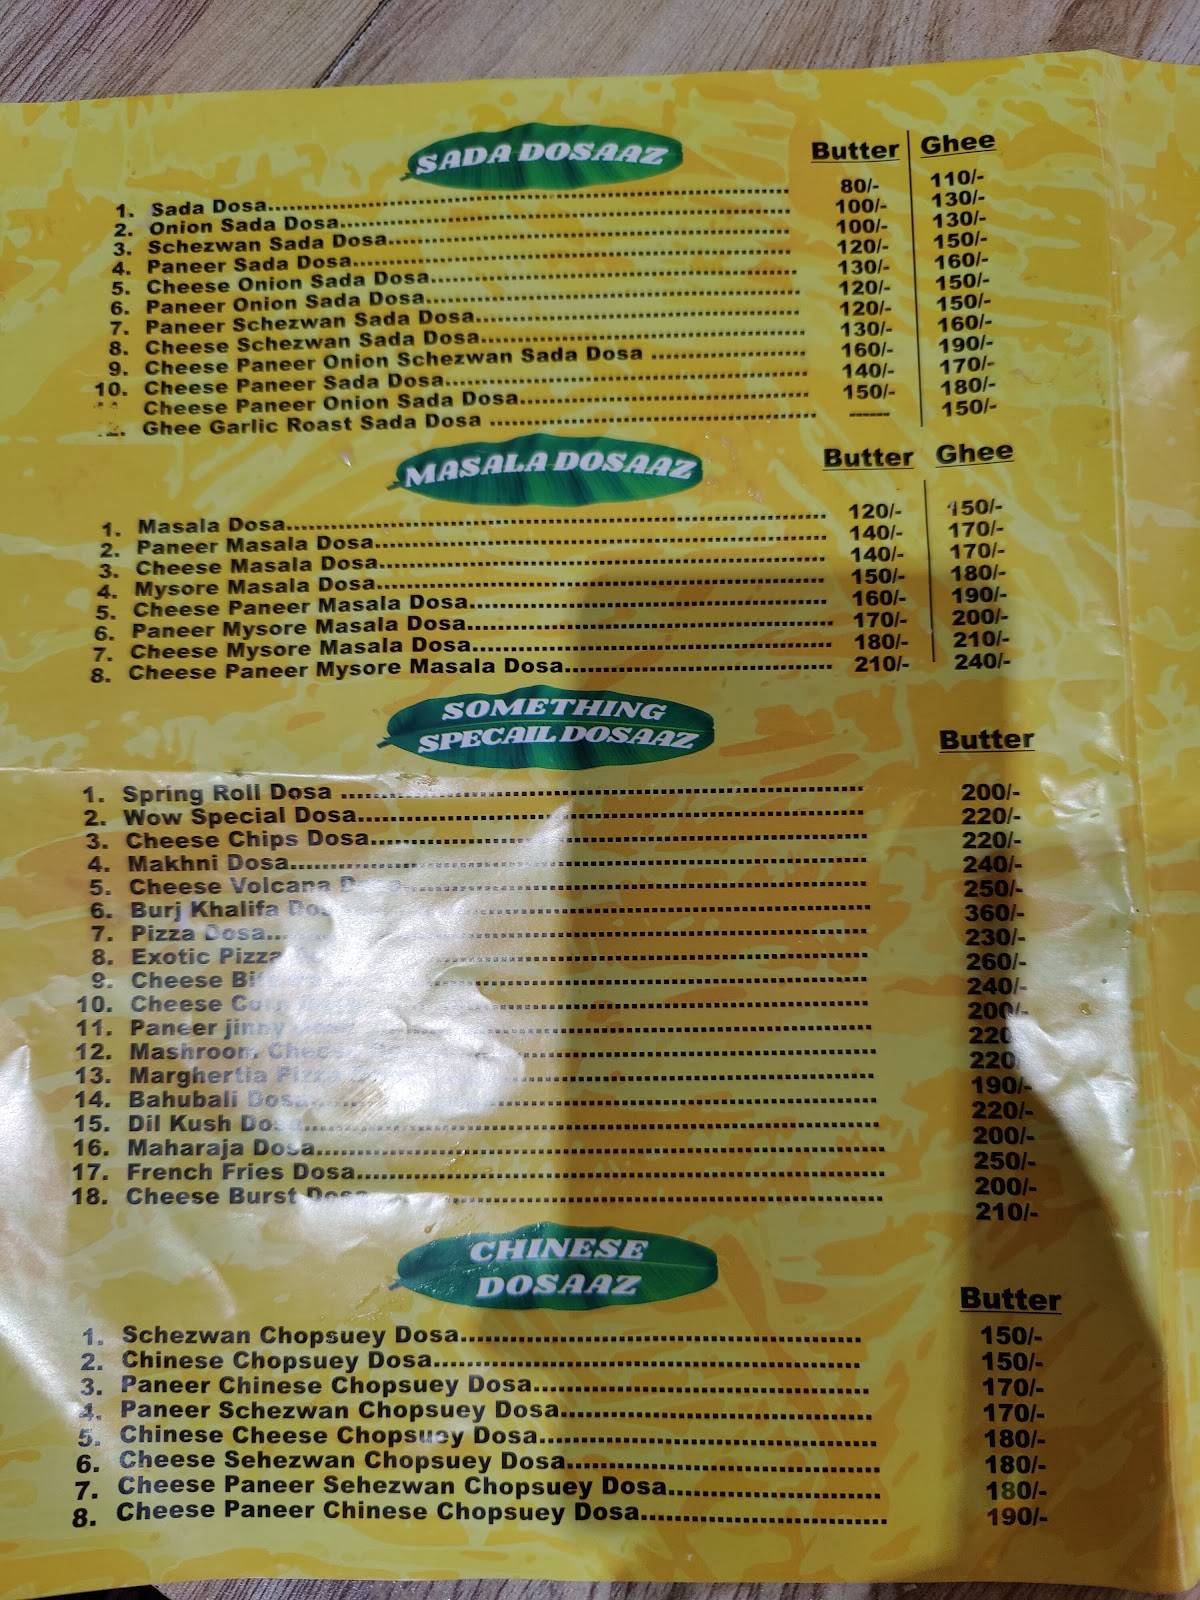 SADA DOSAAZ
Butter Ghee
1. Sada Dosa 80/- 110/-
2. Onion Sada Dosa 100/- 130/-
3. Schezwan Sada Dosa 100/- 130/-
4. Paneer Sada Dosa 120/- 150/-
5. Cheese Onion Sada Dosa 130/- 160/-
6. Paneer Onion Sada Dosa 120/- 150/-
7. Paneer Schezwan Sada Dosa 120/- 150/-
8. Cheese Schezwan Sada Dosa 130/- 160/-
9. Cheese Paneer Onion Schezwan Sada Dosa 160/- 190/-
10. Cheese Paneer Sada Dosa 140/- 170/-
Cheese Paneer Onion Sada Dosa 150/- 180/-
Ghee Garlic Roast Sada Dosa ------ 150/-
MASALA DOSAAZ
Butter Ghee
1. Masala Dosa 120/- 150/-
2. Paneer Masala Dosa 140/- 170/-
3. Cheese Masala Dosa 140/- 170/-
4. Mysore Masala Dosa 150/- 180/-
5. Cheese Paneer Masala Dosa 160/- 190/-
6. Paneer Mysore Masala Dosa 170/- 200/-
7. Cheese Mysore Masala Dosa 180/- 210/-
8. Cheese Paneer Mysore Masala Dosa 210/- 240/-
SOMETHING
SPECAIL DOSAAZ
Butter
1. Spring Roll Dosa 200/-
2. Wow Special Dosa 220/-
3. Cheese Chips Dosa 220/-
4. Makhni Dosa 240/-
5. Cheese Volcana 250/-
6. Burj Khalifa 360/-
7. Pizza Dosa 230/-
8. Exotic Pizza 260/-
9. Cheese 240/-
10. Cheese 200/-
11. Paneer jinny 220
12. Mashroom Cheese 220
13. Marghertia Pizza 190/-
14. Bahubali Dosa 220/-
15. Dil Kush Dosa 200/-
16. Maharaja Dosa 250/-
17. French Fries Dosa 200/-
18. Cheese Burst Dosa 210/-
CHINESE
DOSAAZ
Butter
1. Schezwan Chopsuey Dosa 150/-
2. Chinese Chopsuey Dosa 150/-
3. Paneer Chinese Chopsuey Dosa 170/-
4. Paneer Schezwan Chopsuey Dosa 170/-
5. Chinese Cheese Chopsuey Dosa 180/-
6. Cheese Sehezwan Chopsuey Dosa 180/-
7. Cheese Paneer Sehezwan Chopsuey Dosa 180/-
8. Cheese Paneer Chinese Chopsuey Dosa 190/-